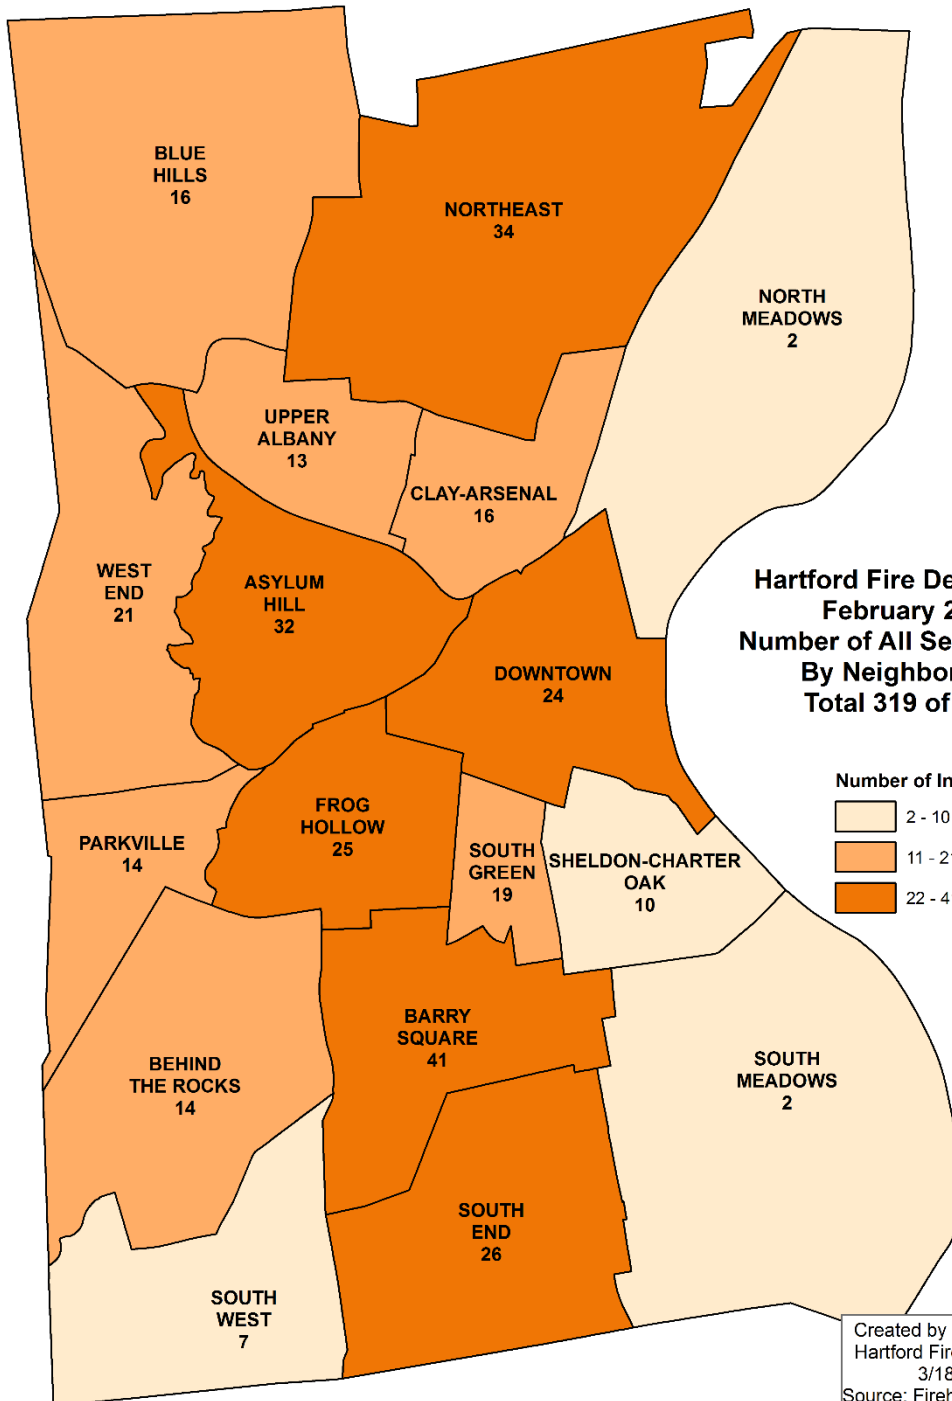 BLUE
HILLS
16
NORTHEAST
34
NORTH
MEADOWS
2
UPPER
ALBANY
13
CLAY-ARSENAL
16
WEST
END
21
ASYLUM
HILL
32
DOWNTOWN
24
Hartford Fire De
February 2
Number of All Se
By Neighbor
Total 319 of
Number of In
2 - 10
11 - 2
22 - 4
FROG
HOLLOW
25
PARKVILLE
14
SOUTH
GREEN
19
SHELDON-CHARTER
OAK
10
BARRY
SQUARE
41
BEHIND
THE ROCKS
14
SOUTH
MEADOWS
2
SOUTH
END
26
SOUTH
WEST
7
Created by
Hartford Fire
3/18
Source: Fireh